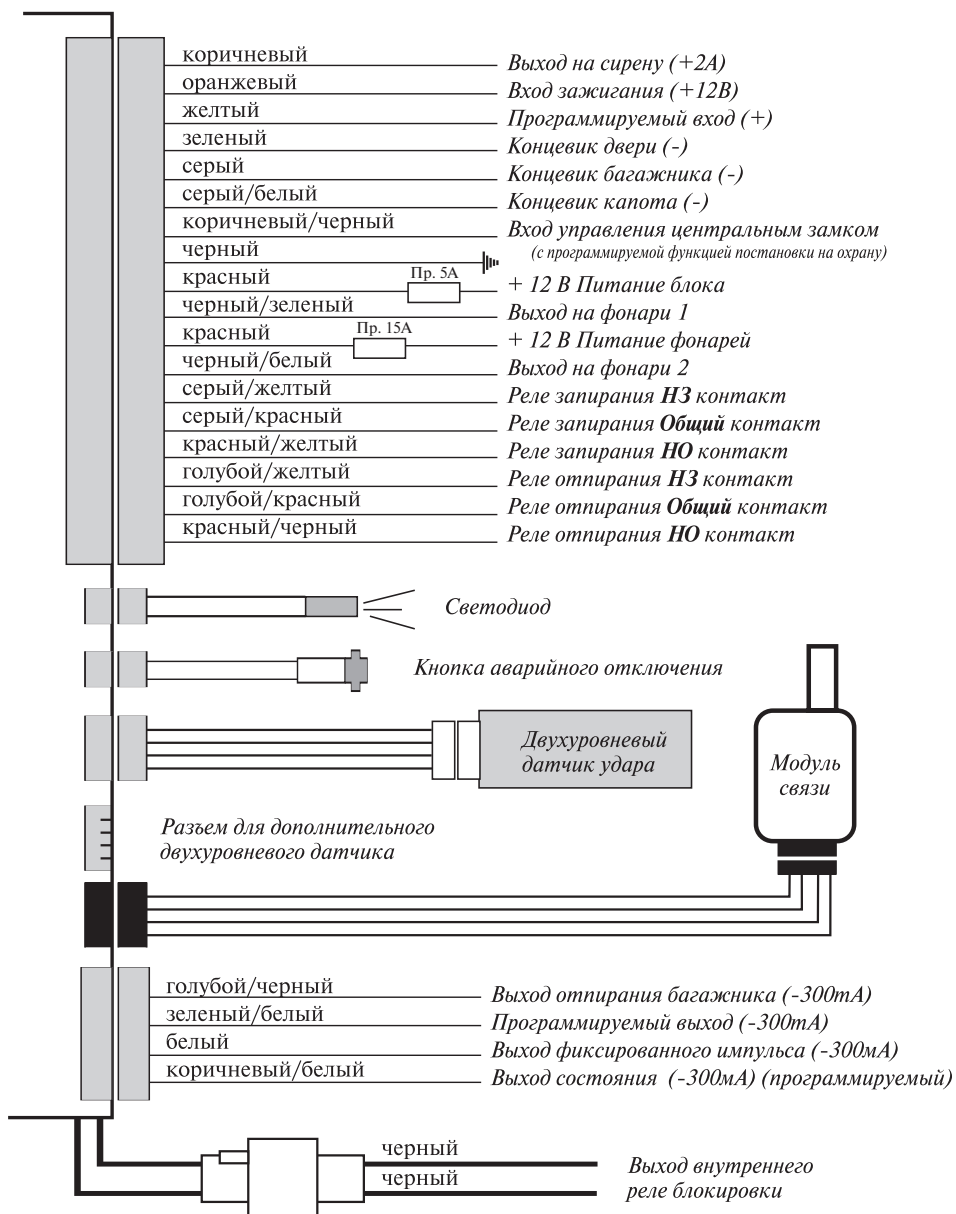 коричневый Выход на сирену (+2А)
оранжевый Вход зажигания (+12В)
желтый Программируемый вход (+)
зеленый Концевик двери (-)
серый Концевик багажника (-)
серый/белый Концевик капота (-)
коричневый/черный Вход управления центральным замком
(с программируемой функцией постановки на охрану)
черный
красный Пр. 5А + 12 В Питание блока
черный/зеленый Выход на фонари 1
красный Пр. 15А + 12 В Питание фонарей
черный/белый Выход на фонари 2
серый/желтый Реле запирания НЗ контакт
серый/красный Реле запирания Общий контакт
красный/желтый Реле запирания НО контакт
голубой/желтый Реле отпирания НЗ контакт
голубой/красный Реле отпирания Общий контакт
красный/черный Реле отпирания НО контакт
Светодиод
Кнопка аварийного отключения
Двухуровневый
датчик удара
Модуль
связи
Разъем для дополнительного
двухуровневого датчика
голубой/черный Выход отпирания багажника (-300mA)
зеленый/белый Программируемый выход (-300mA)
белый Выход фиксированного импульса (-300мА)
коричневый/белый Выход состояния (-300мА) (программируемый)
черный
черный
Выход внутреннего
реле блокировки